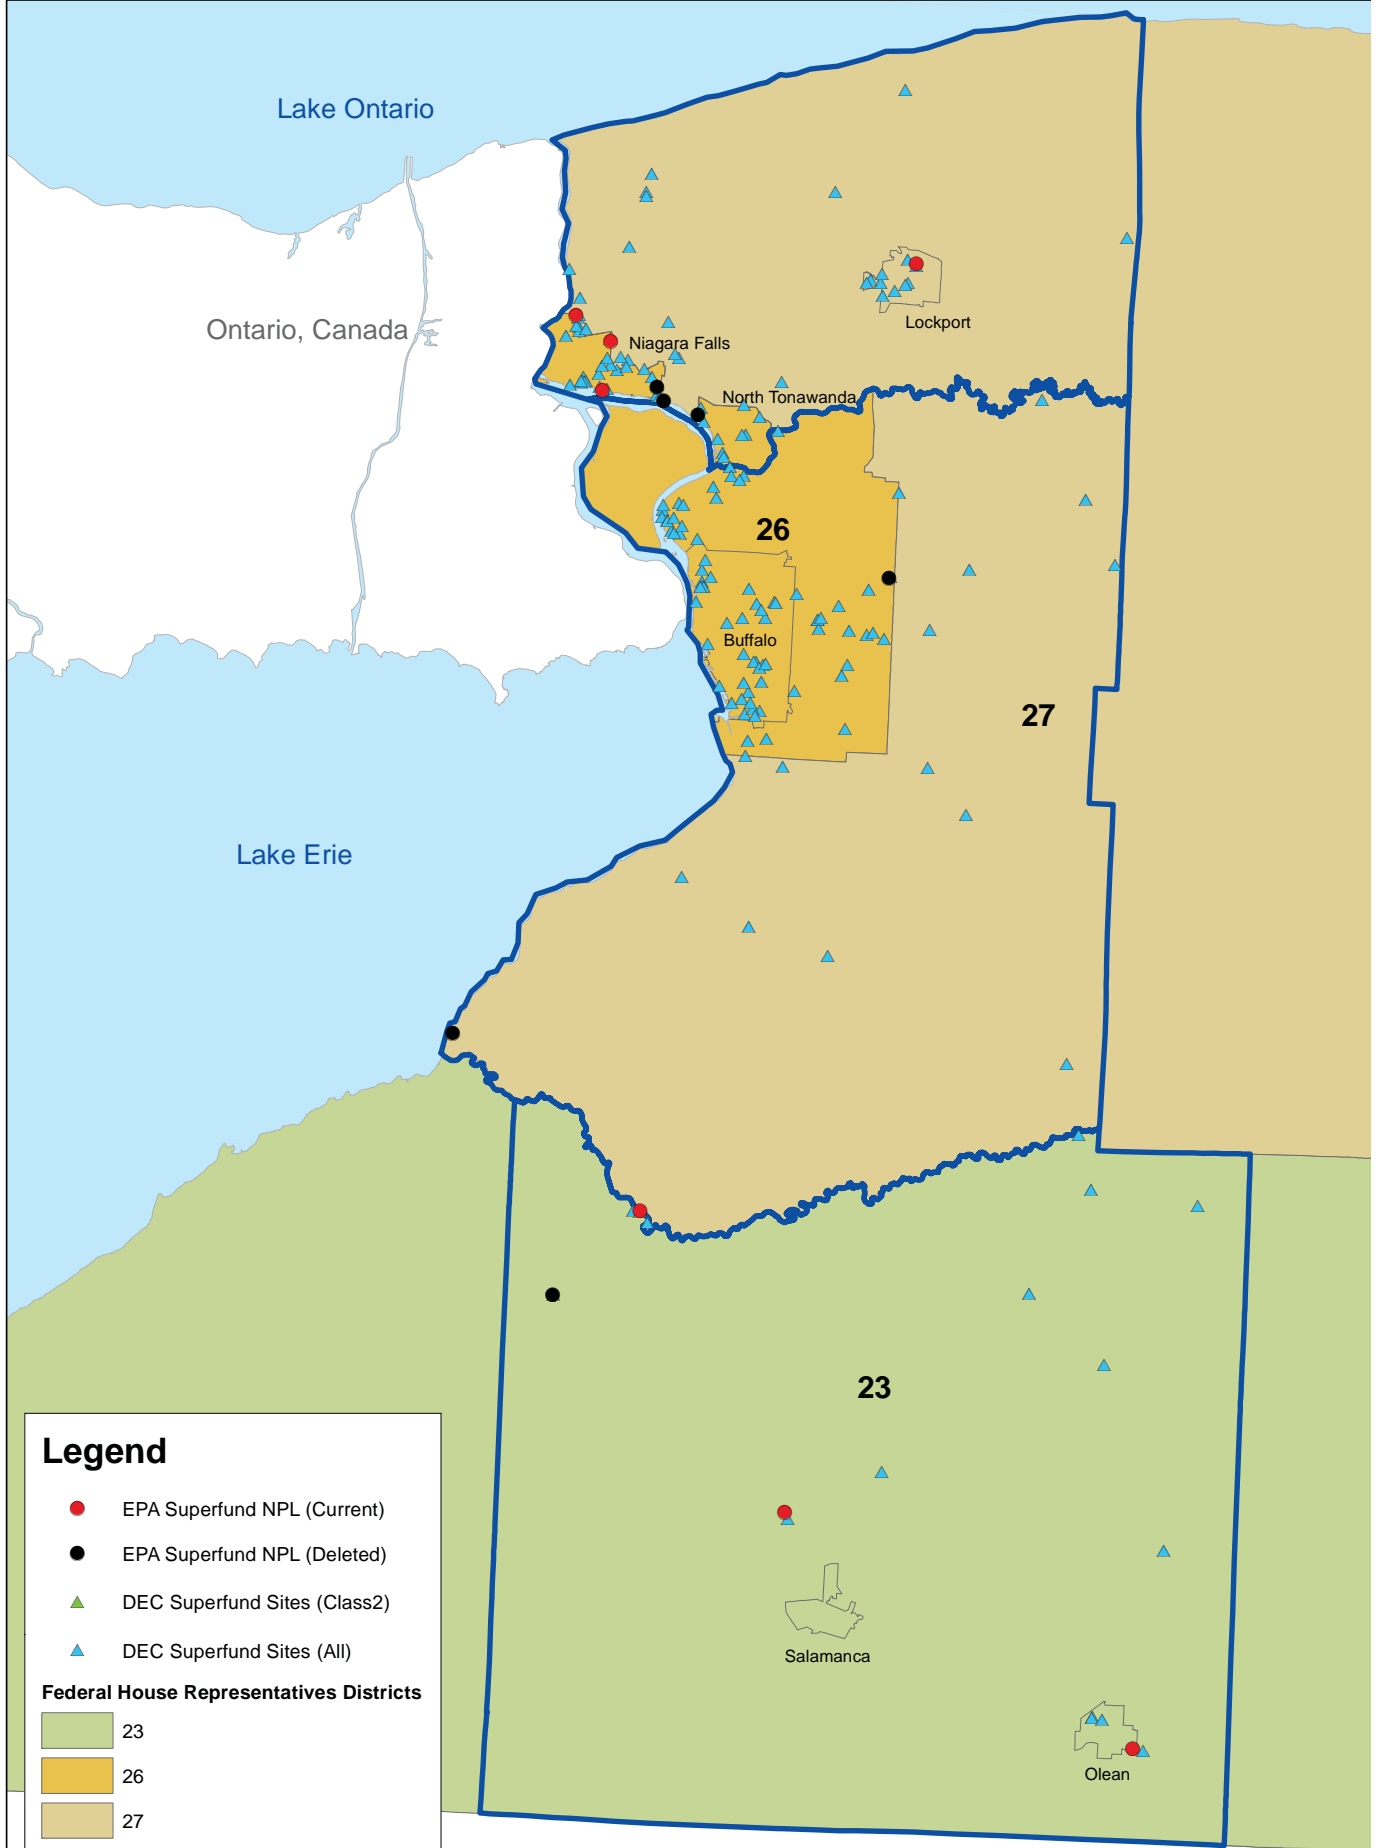 Lake Ontario
Ontario, Canada
Lockport
Niagara Falls
North Tonawanda
26
Buffalo
27
Lake Erie
23
Salamanca
Olean
Legend
EPA Superfund NPL (Current)
EPA Superfund NPL (Deleted)
DEC Superfund Sites (Class2)
DEC Superfund Sites (All)
Federal House Representatives Districts
23
26
27